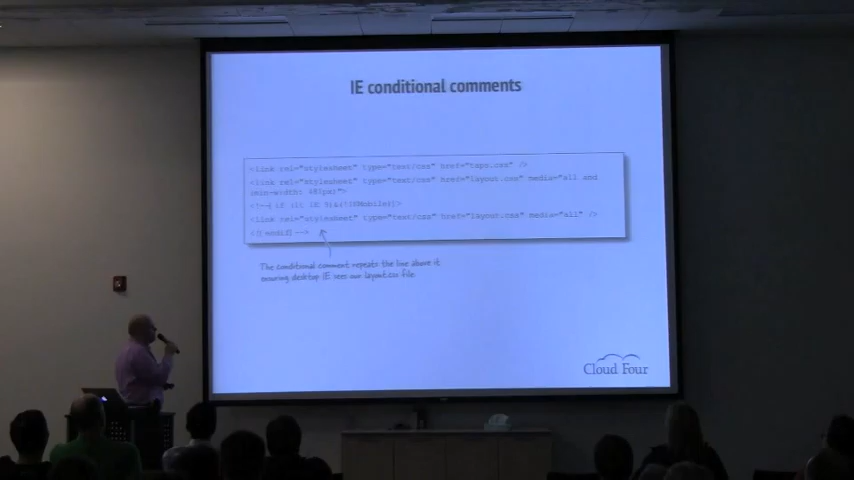 IE conditional comments
<link rel="stylesheet" type="text/css" href="taps.css" />
<link rel="stylesheet" type="text/css" href="layout.css" media="all and
(min-width: 481px)">
<!--[if (lt IE 9)&(!IEMobile)]>
<link rel="stylesheet" type="text/css" href="layout.css" media="all" />
<![endif]-->
The conditional comment repeats the line above it
ensuring desktop IE sees our layout.css file.
Cloud Four